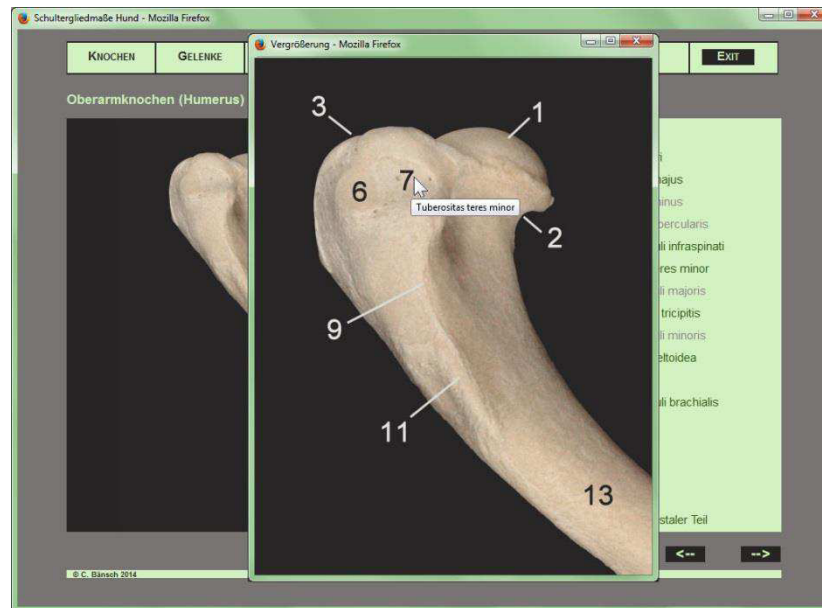 Schultergliedmaße Hund - Mozilla Firefox
Vergrößerung - Mozilla Firefox
KNOCHEN
GELENKE
EXIT
Oberarmknochen (Humerus)
3
1
6
7
Tuberositas teres minor
2
9
11
13
najus
inus
percularis
li infraspinati
res minor
li majoris
tricipitis
li minoris
eltoidea
li brachialis
staler Teil
<--
-->
© C. Bänsch 2014